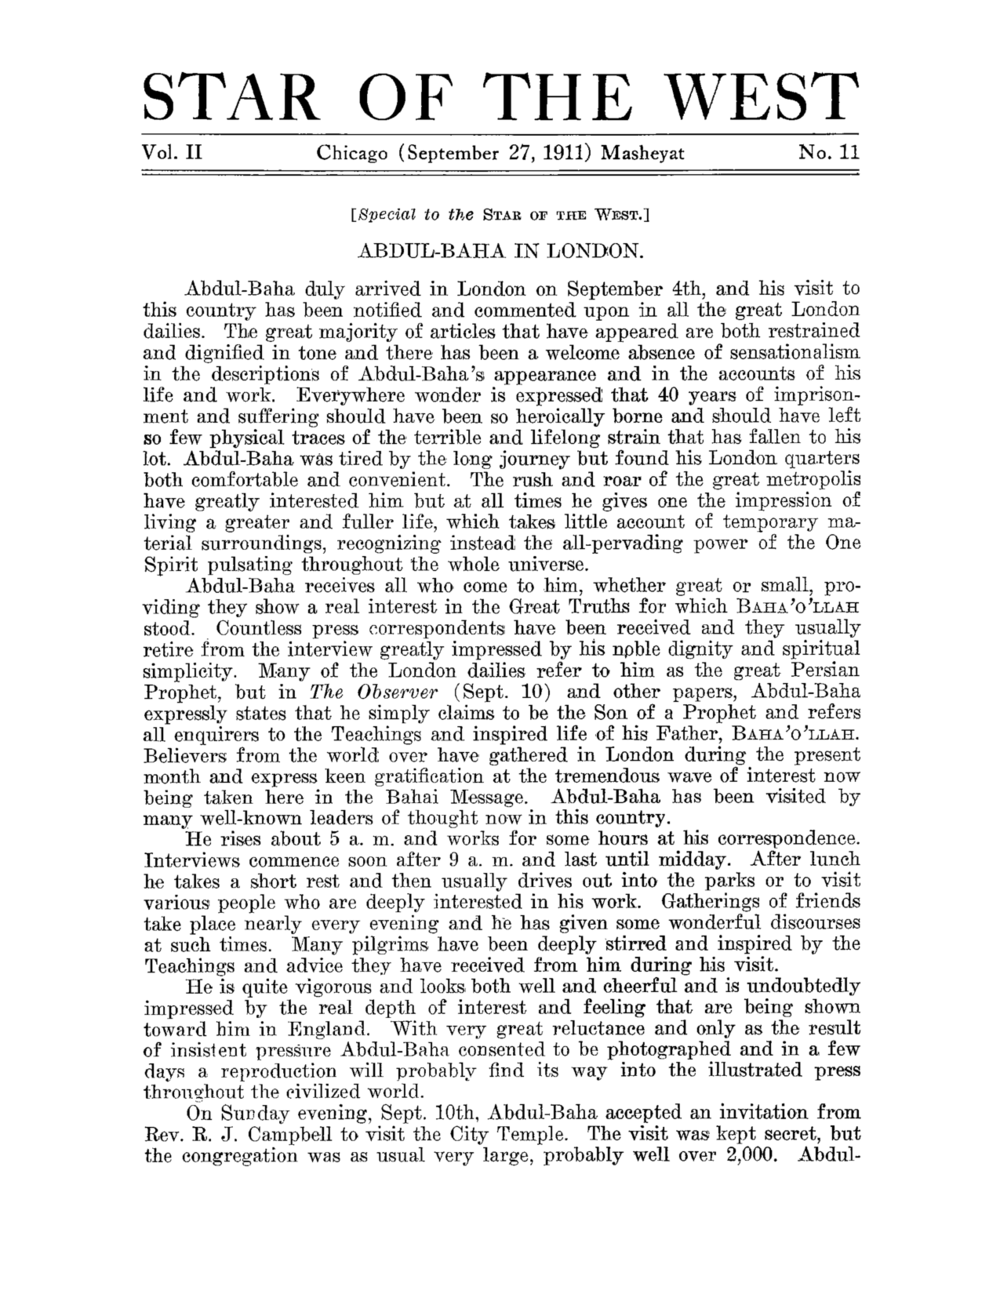 STAR OF THE WEST
Vol. II Chicago (September 27, 1911) Masheyat No. 11
[Special to the STAR OF THE WEST.]
ABDUL-BAHA IN LONDON.
Abdul-Baha duly arrived in London on September 4th, and his visit to
this country has been notified and commented upon in all the great London
dailies. The great majority of articles that have appeared are both restrained
and dignified in tone and there has been a welcome absence of sensationalism
in the descriptions of Abdul-Baha's appearance and in the accounts of his
life and work. Everywhere wonder is expressed that 40 years of imprison-
ment and suffering should have been so heroically borne and should have left
so few physical traces of the terrible and lifelong strain that has fallen to his
lot. Abdul-Baha was tired by the long journey but found his London quarters
both comfortable and convenient. The rush and roar of the great metropolis
have greatly interested him but at all times he gives one the impression of
living a greater and fuller life, which takes little account of temporary ma-
terial surroundings, recognizing instead the all-pervading power of the One
Spirit pulsating throughout the whole universe.
Abdul-Baha receives all who come to him, whether great or small, pro-
viding they show a real interest in the Great Truths for which BAHA'O'LLAH
stood. Countless press correspondents have been received and they usually
retire from the interview greatly impressed by his noble dignity and spiritual
simplicity. Many of the London dailies refer to him as the great Persian
Prophet, but in The Observer (Sept. 10) and other papers, Abdul-Baha
expressly states that he simply claims to be the Son of a Prophet and refers
all enquirers to the Teachings and inspired life of his Father, BAHA'O'LLAH.
Believers from the world over have gathered in London during the present
month and express keen gratification at the tremendous wave of interest now
being taken here in the Bahai Message. Abdul-Baha has been visited by
many well-known leaders of thought now in this country.
He rises about 5 a. m. and works for some hours at his correspondence.
Interviews commence soon after 9 a. m. and last until midday. After lunch
he takes a short rest and then usually drives out into the parks or to visit
various people who are deeply interested in his work. Gatherings of friends
take place nearly every evening and he has given some wonderful discourses
at such times. Many pilgrims have been deeply stirred and inspired by the
Teachings and advice they have received from him during his visit.
He is quite vigorous and looks both well and cheerful and is undoubtedly
impressed by the real depth of interest and feeling that are being shown
toward him in England. With very great reluctance and only as the result
of insistent pressure Abdul-Baha consented to be photographed and in a few
days a reproduction will probably find its way into the illustrated press
throughout the civilized world.
On Sunday evening, Sept. 10th, Abdul-Baha accepted an invitation from
Rev. R. J. Campbell to visit the City Temple. The visit was kept secret, but
the congregation was as usual very large, probably well over 2,000. Abdul-